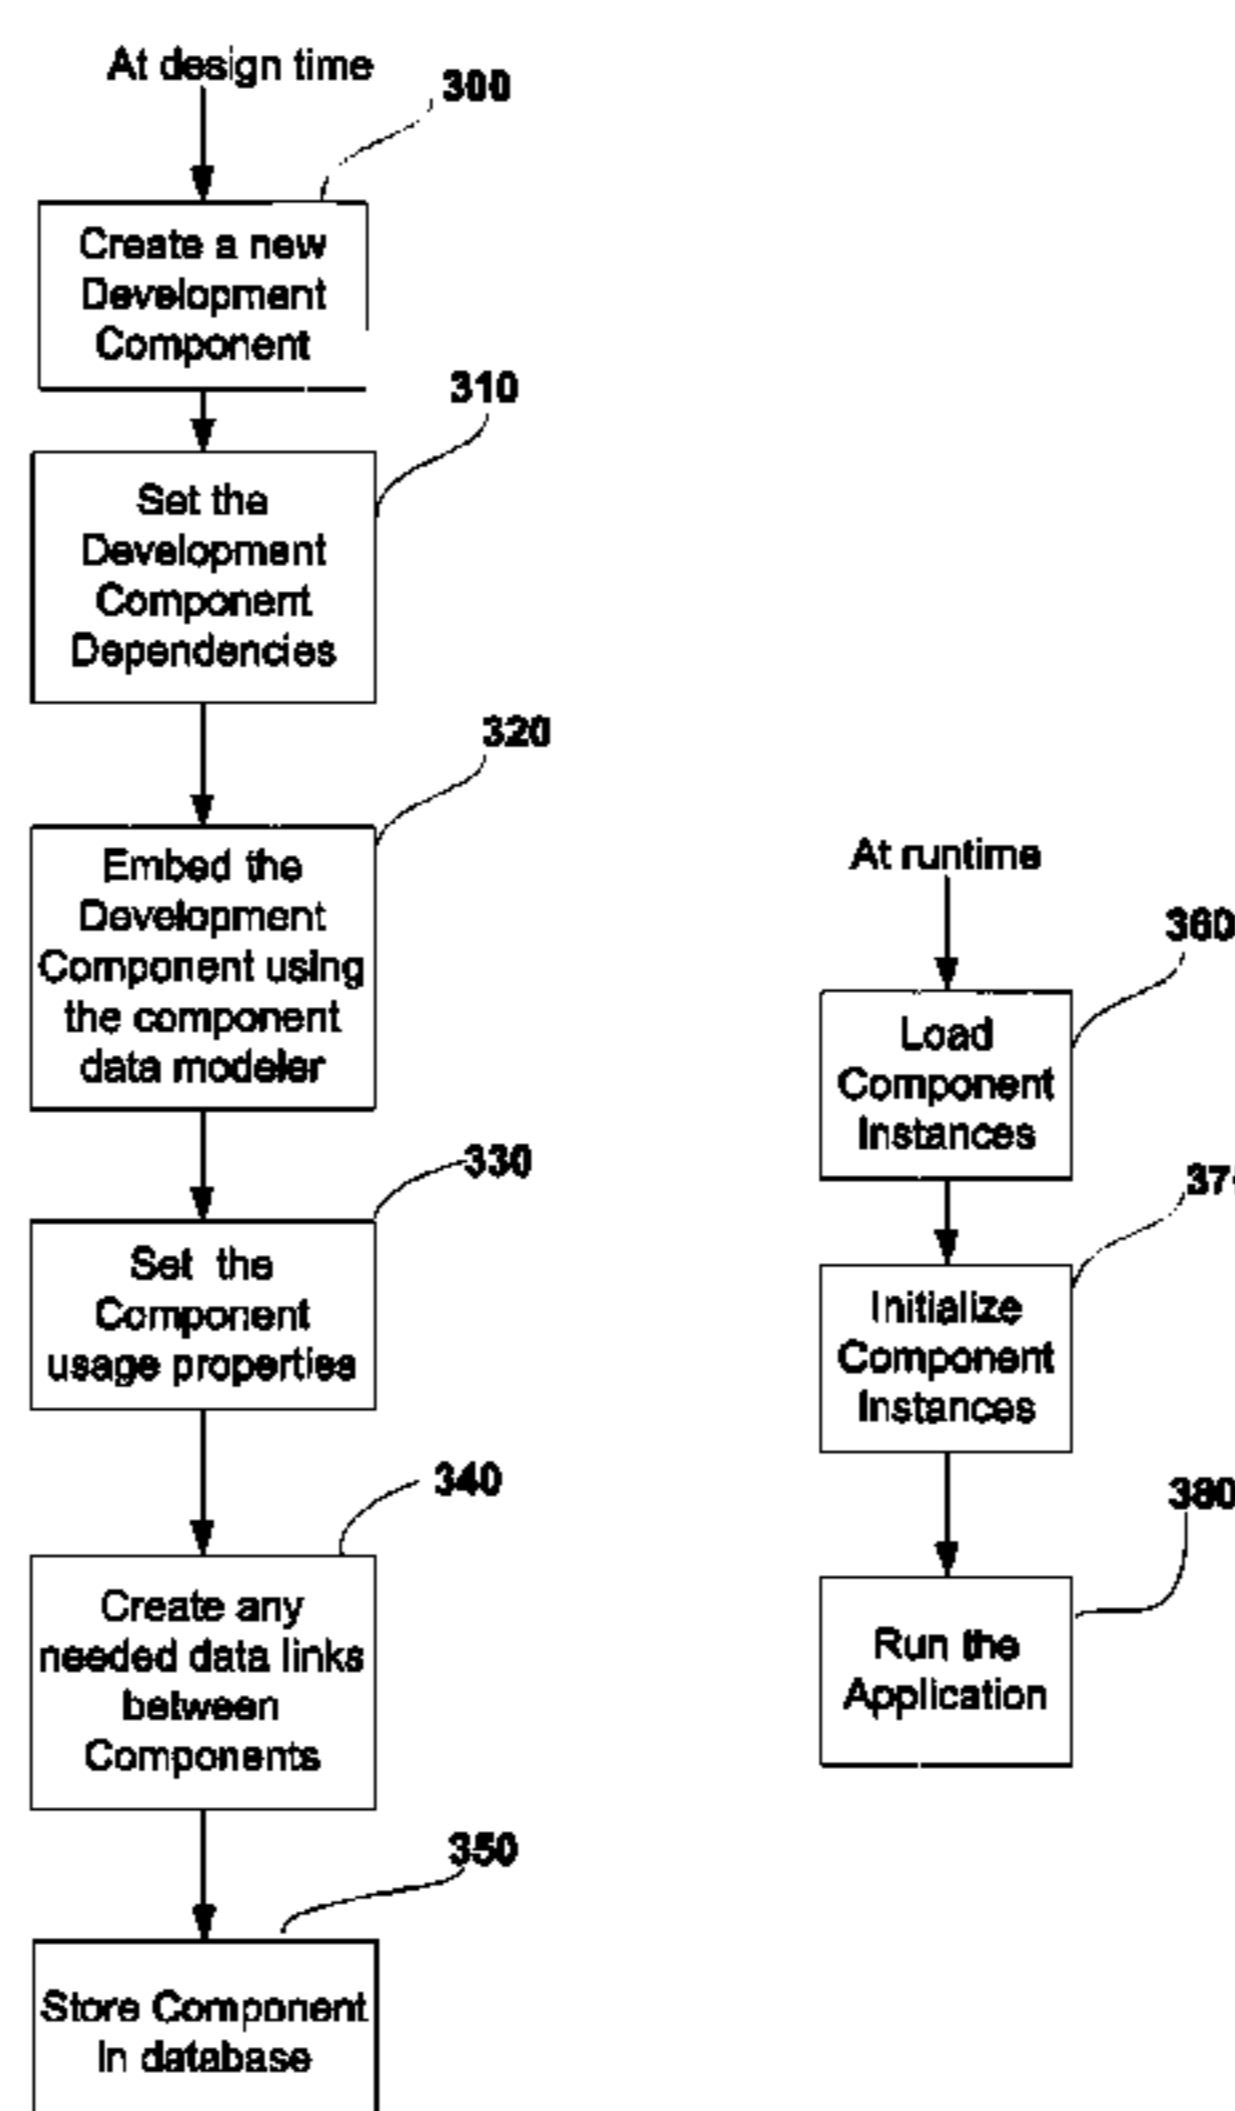 At design time
300
Create a new
Development
Component
310
Set the
Development
Component
Dependencies
320
Embed the
Development
Component using
the component
data modeler
330
Set the
Component
usage properties
340
Create any
needed data links
between
Components
350
Store Component
in database
At runtime
360
Load
Component
Instances
Initialize
Component
Instances
380
Run the
Application